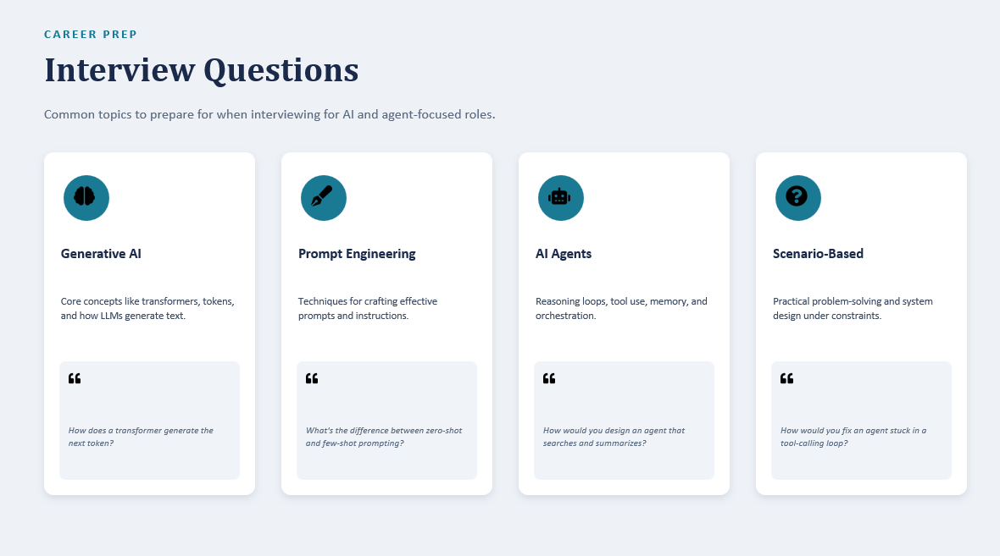 CAREER PREP
Interview Questions
Common topics to prepare for when interviewing for AI and agent-focused roles.
Generative AI
Core concepts like transformers, tokens,
and how LLMs generate text.
“
How does a transformer generate the
next token?
Prompt Engineering
Techniques for crafting effective
prompts and instructions.
“
What's the difference between zero-shot
and few-shot prompting?
AI Agents
Reasoning loops, tool use, memory, and
orchestration.
“
How would you design an agent that
searches and summarizes?
?
Scenario-Based
Practical problem-solving and system
design under constraints.
“
How would you fix an agent stuck in a
tool-calling loop?